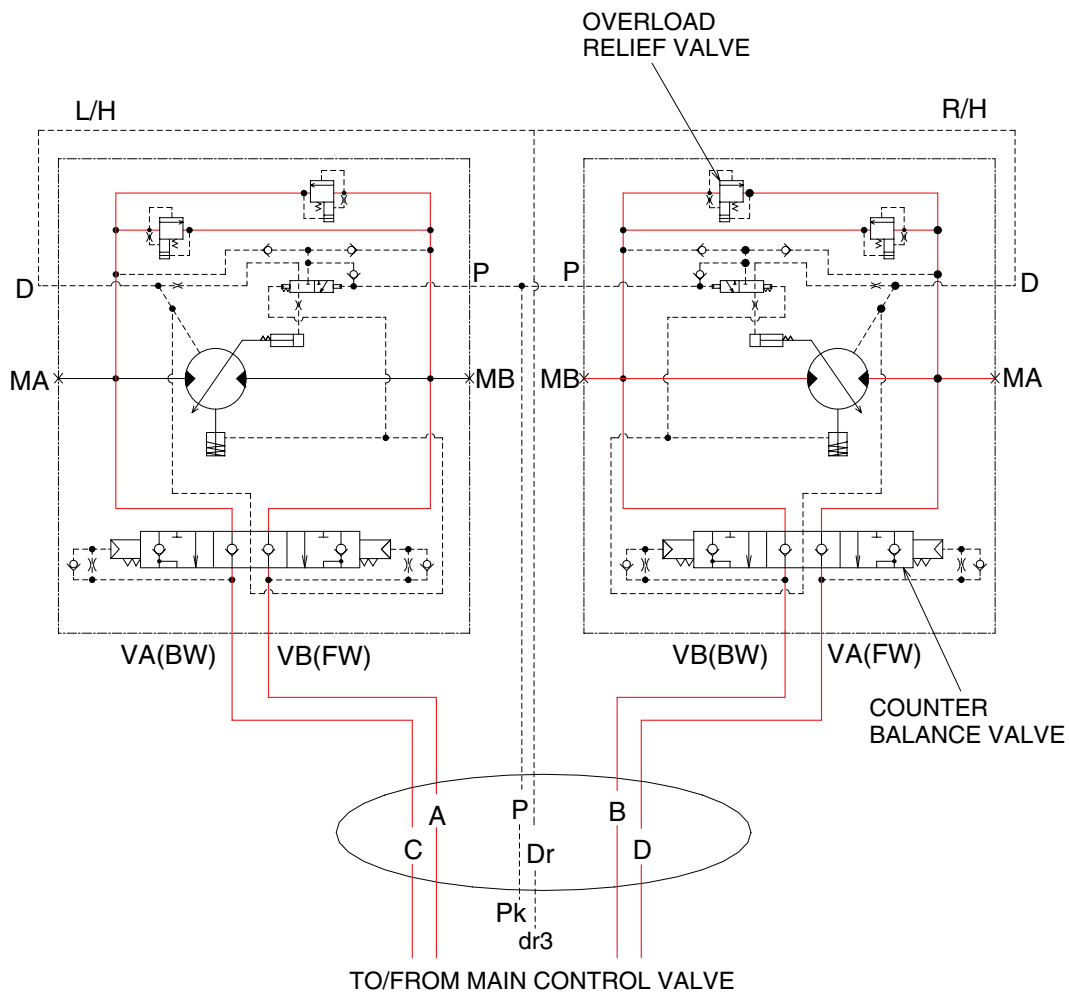 OVERLOAD
RELIEF VALVE
L/H
R/H
D
P
P
D
MA
MB
MB
MA
VA(BW)
VB(FW)
VB(BW)
VA(FW)
COUNTER
BALANCE VALVE
A
P
B
C
Dr
D
Pk
dr3
TO/FROM MAIN CONTROL VALVE